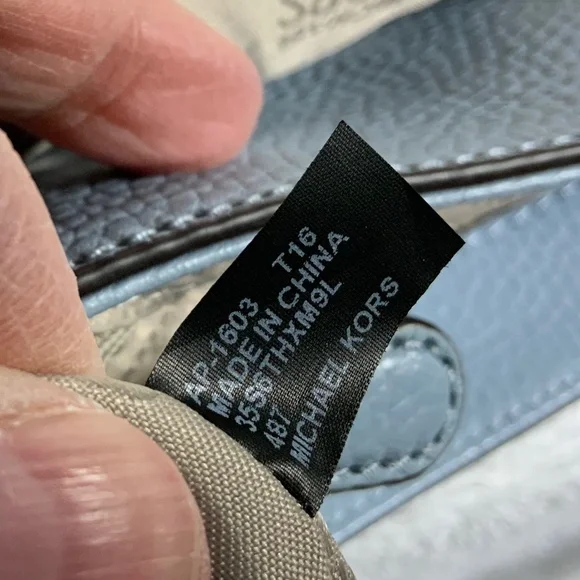 AP-1603 T16
MADE IN CHINA
35S6THXM9L
487
MICHAEL KORS